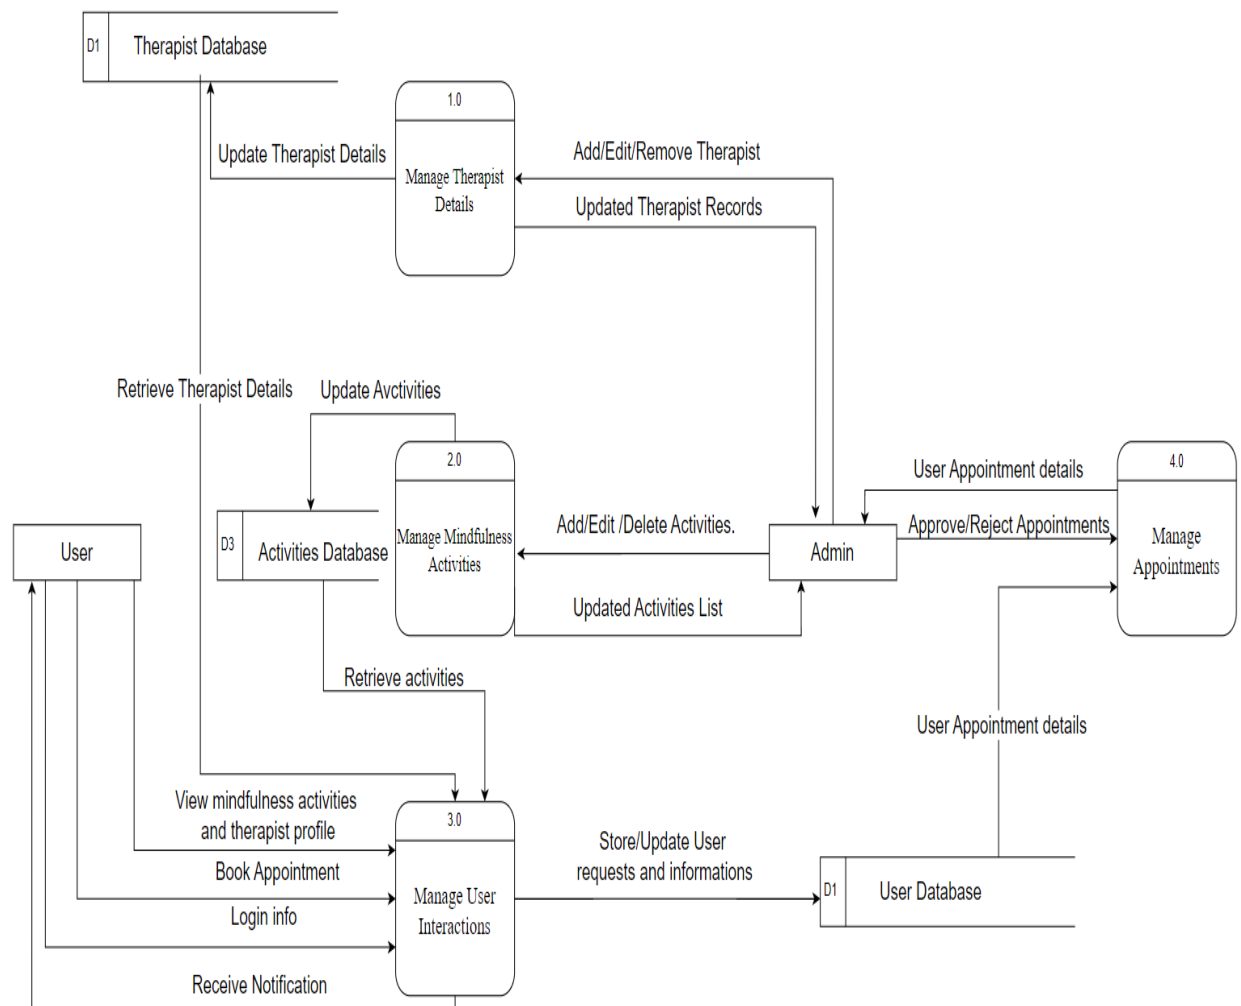 D1
Therapist Database
1.0
Update Therapist Details
Manage Therapist
Details
Add/Edit/Remove Therapist
Updated Therapist Records
Retrieve Therapist Details
Update Avctivities
2.0
User Appointment details
4.0
User
D3
Activities Database
Manage Mindfulness
Activities
Add/Edit /Delete Activities.
Admin
Approve/Reject Appointments
Manage
Appointments
Updated Activities List
Retrieve activities
User Appointment details
View mindfulness activities
and therapist profile
3.0
Store/Update User
requests and informations
Book Appointment
Manage User
Interactions
D1
User Database
Login info
Receive Notification